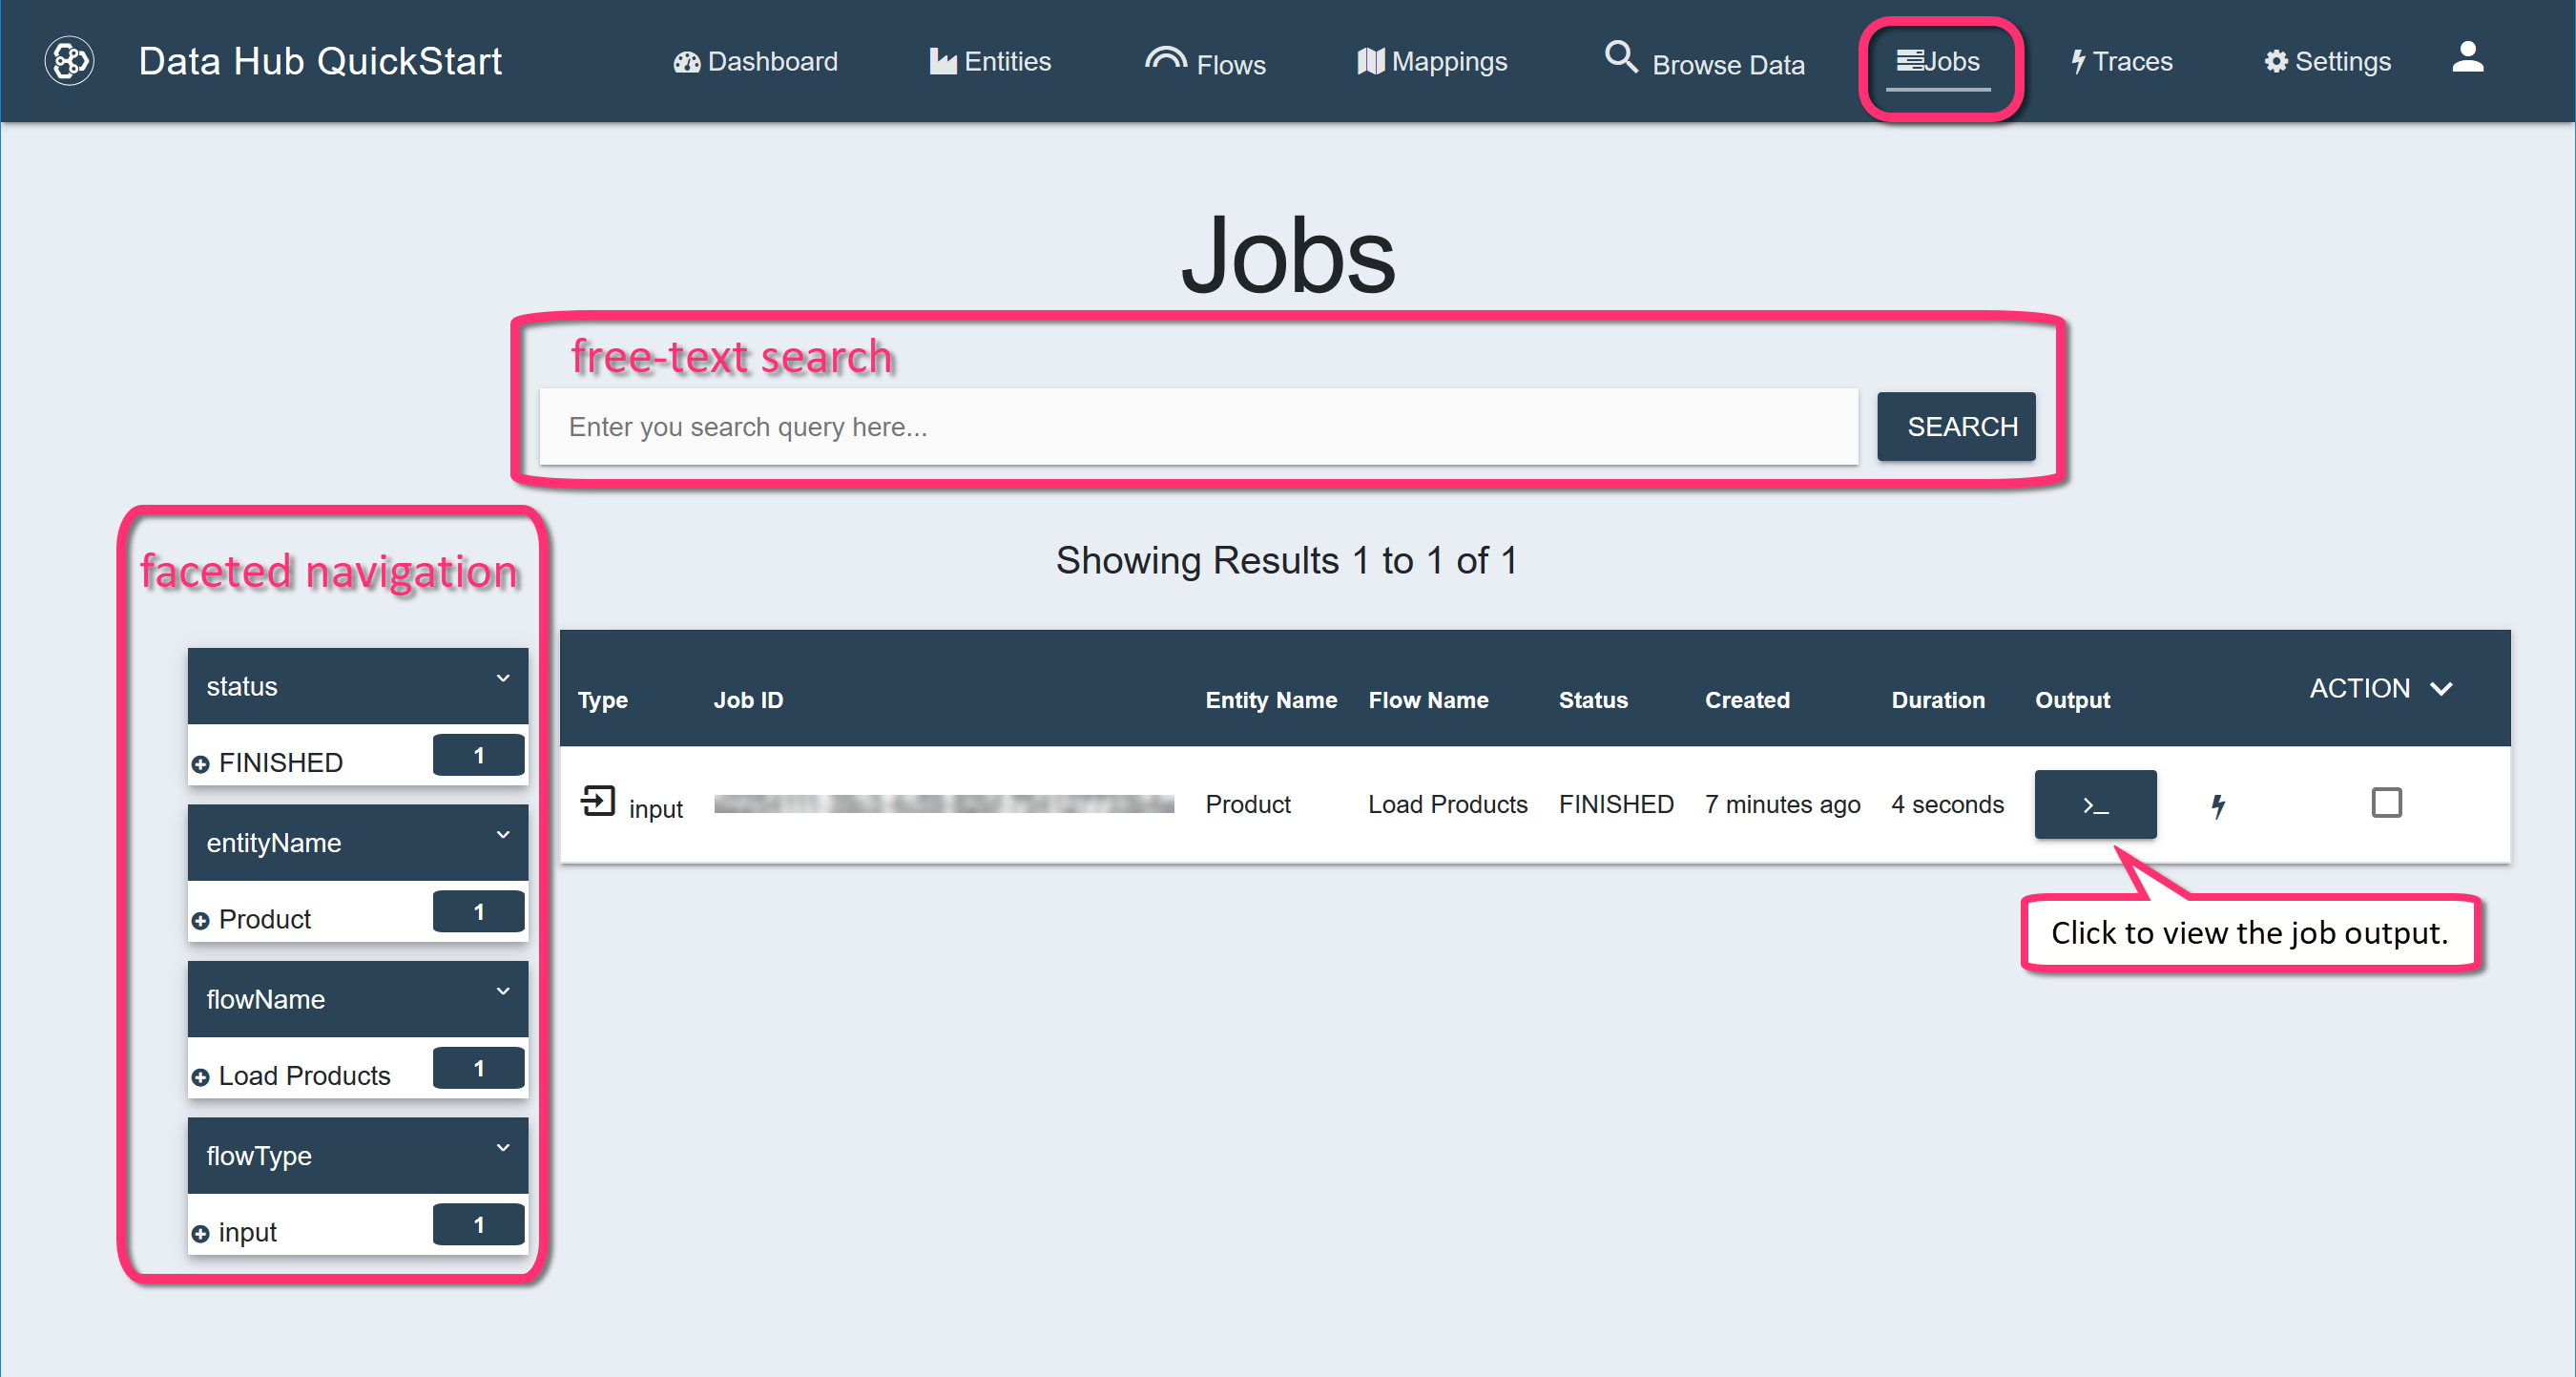 Data Hub QuickStart Dashboard Entities Flows Mappings Browse Data Jobs Traces Settings
Jobs
free-text search
Enter you search query here... SEARCH
faceted navigation
Showing Results 1 to 1 of 1
status
FINISHED 1
entityName
Product 1
flowName
Load Products 1
flowType
input 1
Type Job ID Entity Name Flow Name Status Created Duration Output ACTION
input Product Load Products FINISHED 7 minutes ago 4 seconds >_
Click to view the job output.